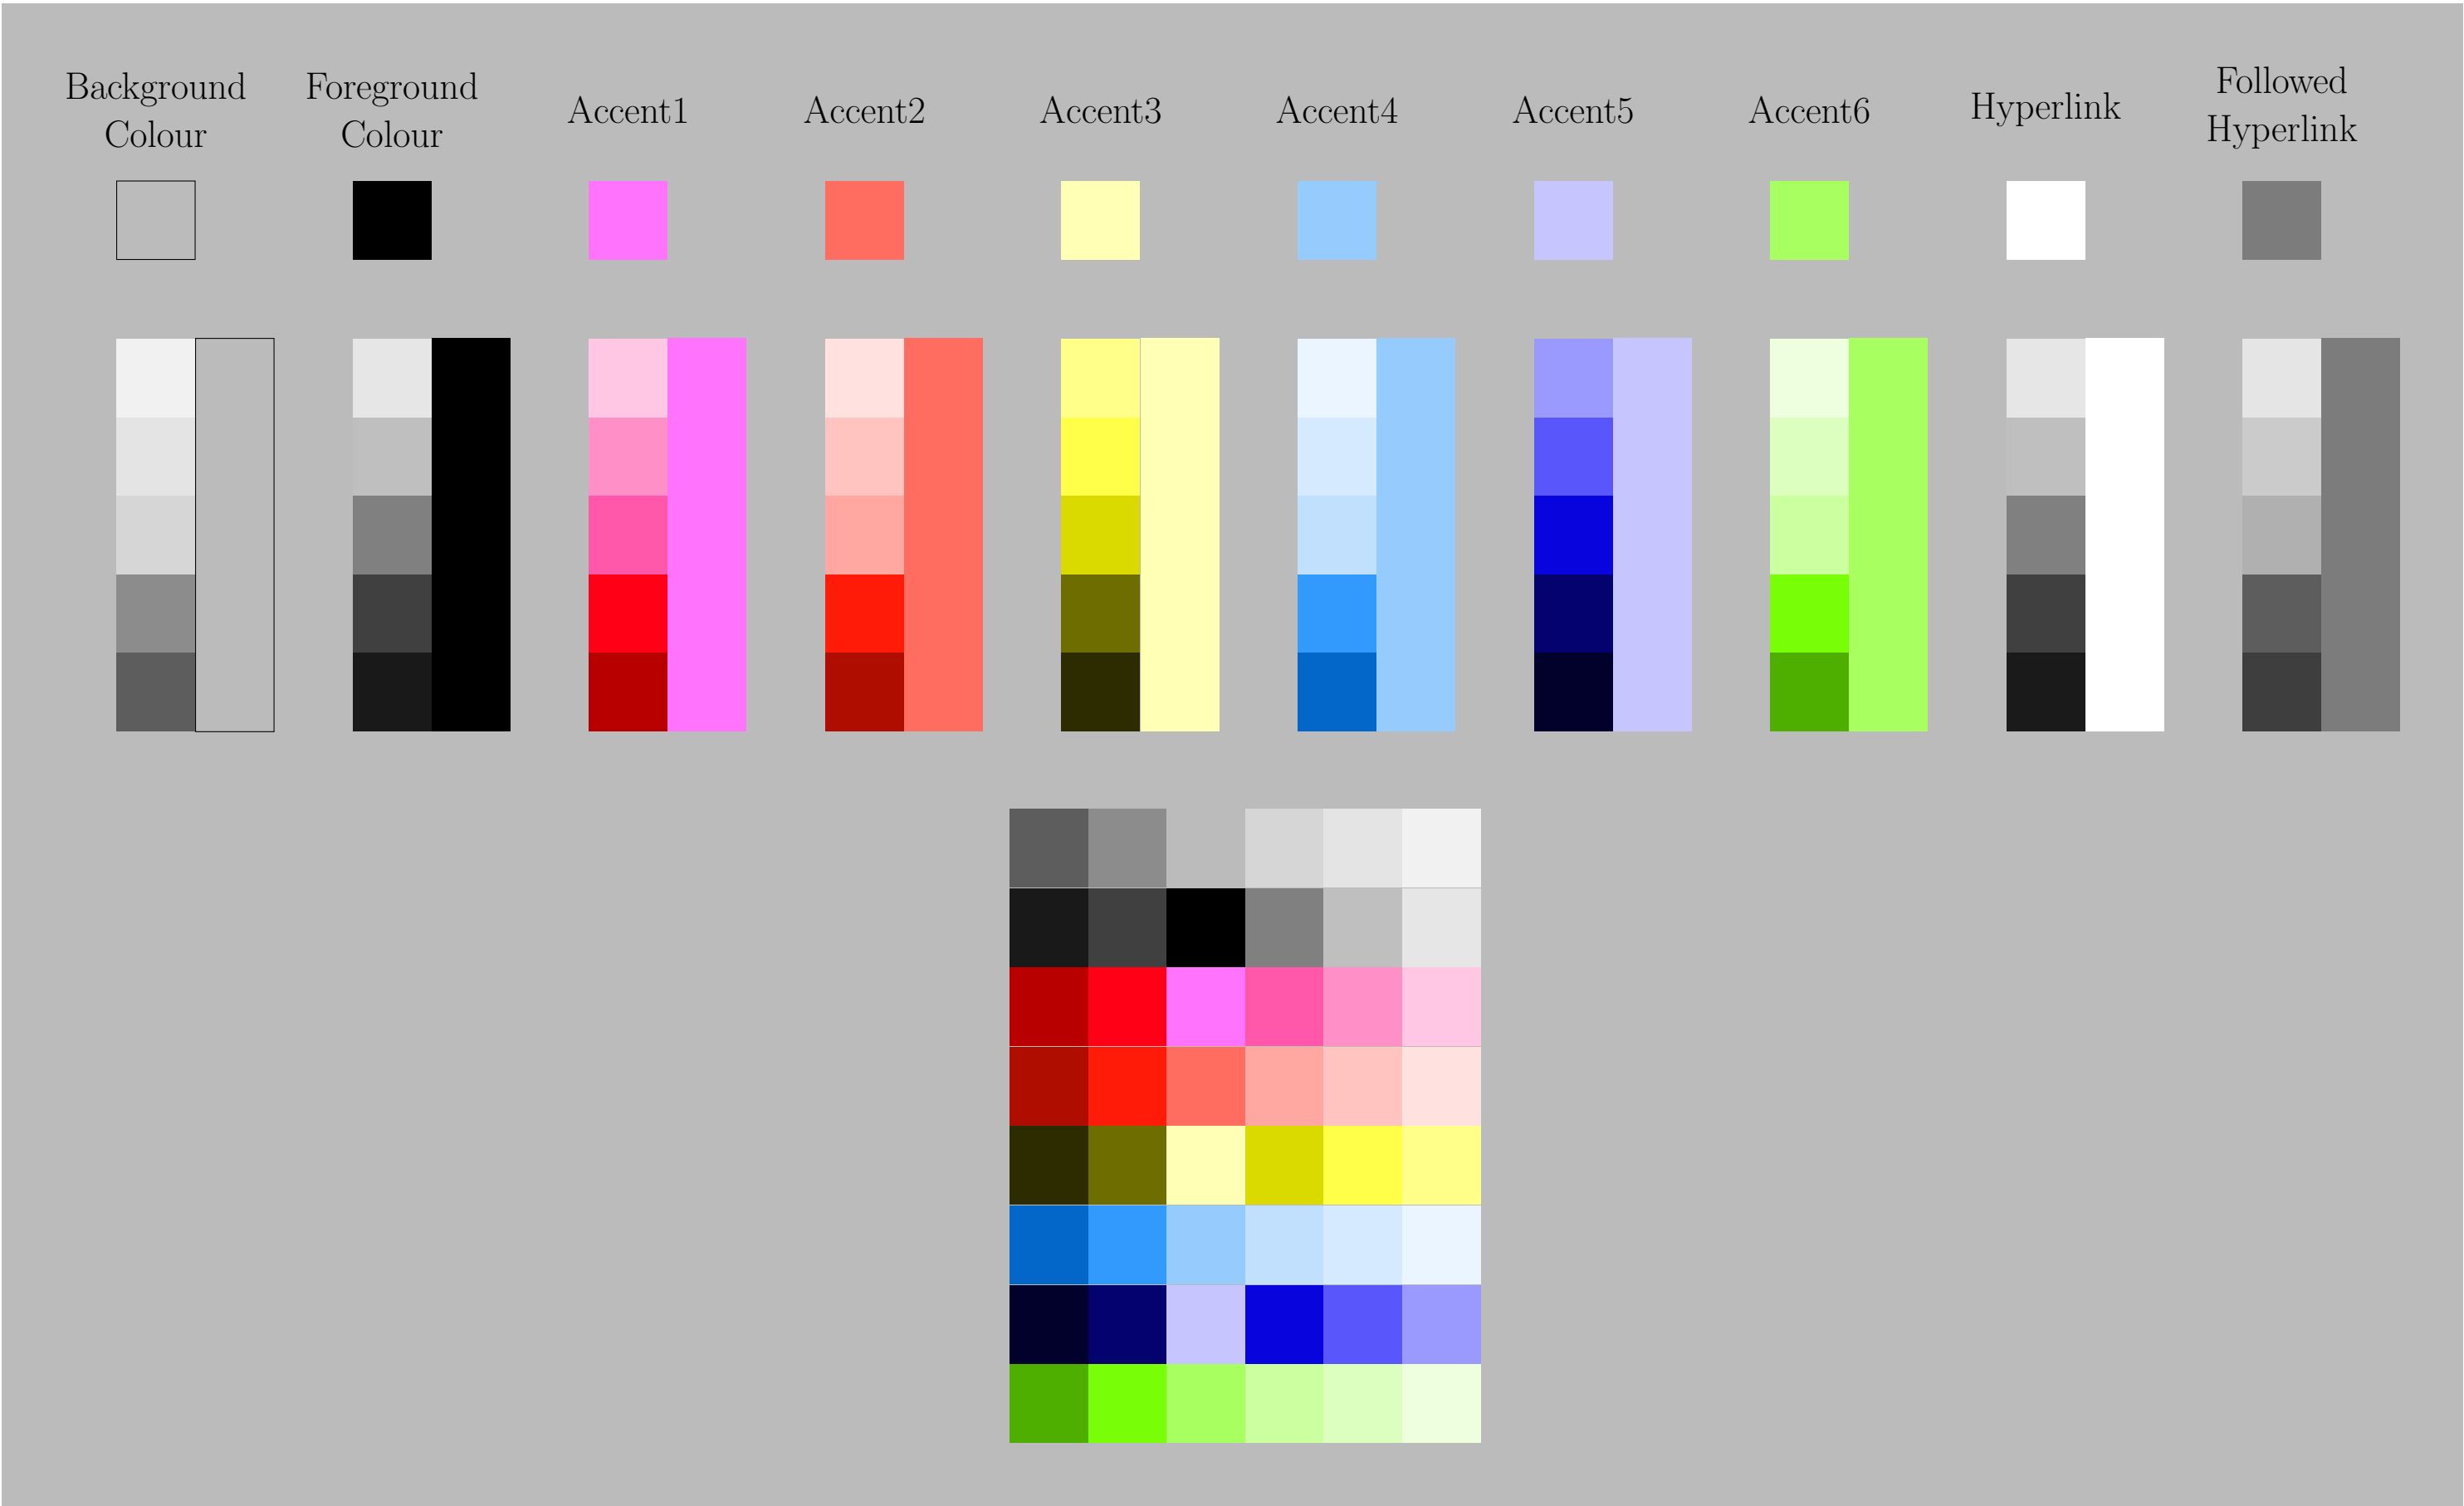 Background
Colour
Foreground
Colour
Accent1
Accent2
Accent3
Accent4
Accent5
Accent6
Hyperlink
Followed
Hyperlink